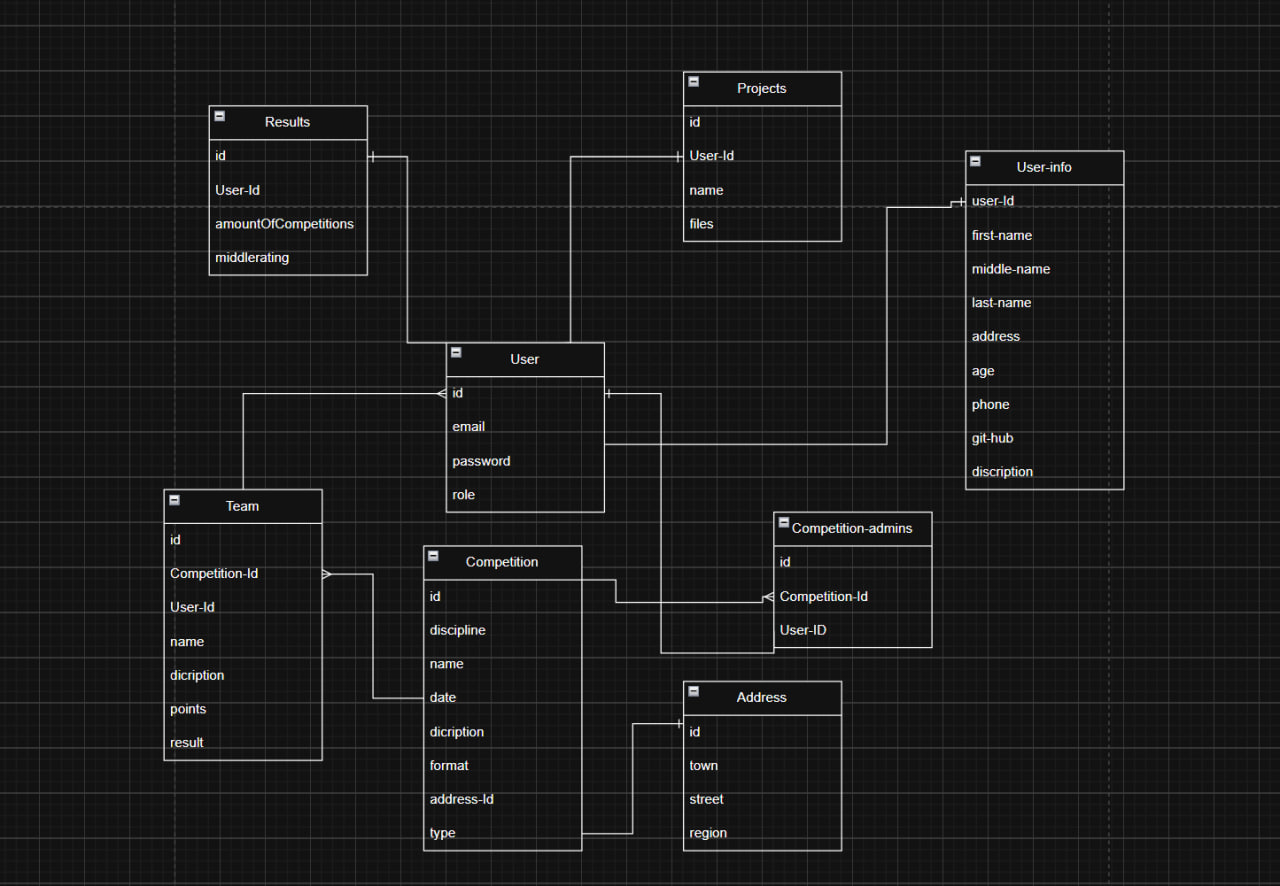 Projects
id
User-Id
name
files
Results
id
User-Id
amountOfCompetitions
middlerating
User-info
user-Id
first-name
middle-name
last-name
address
age
phone
git-hub
discription
User
id
email
password
role
Team
id
Competition-Id
User-Id
name
dicription
points
result
Competition
id
discipline
name
date
dicription
format
address-Id
type
Competition-admins
id
Competition-Id
User-ID
Address
id
town
street
region